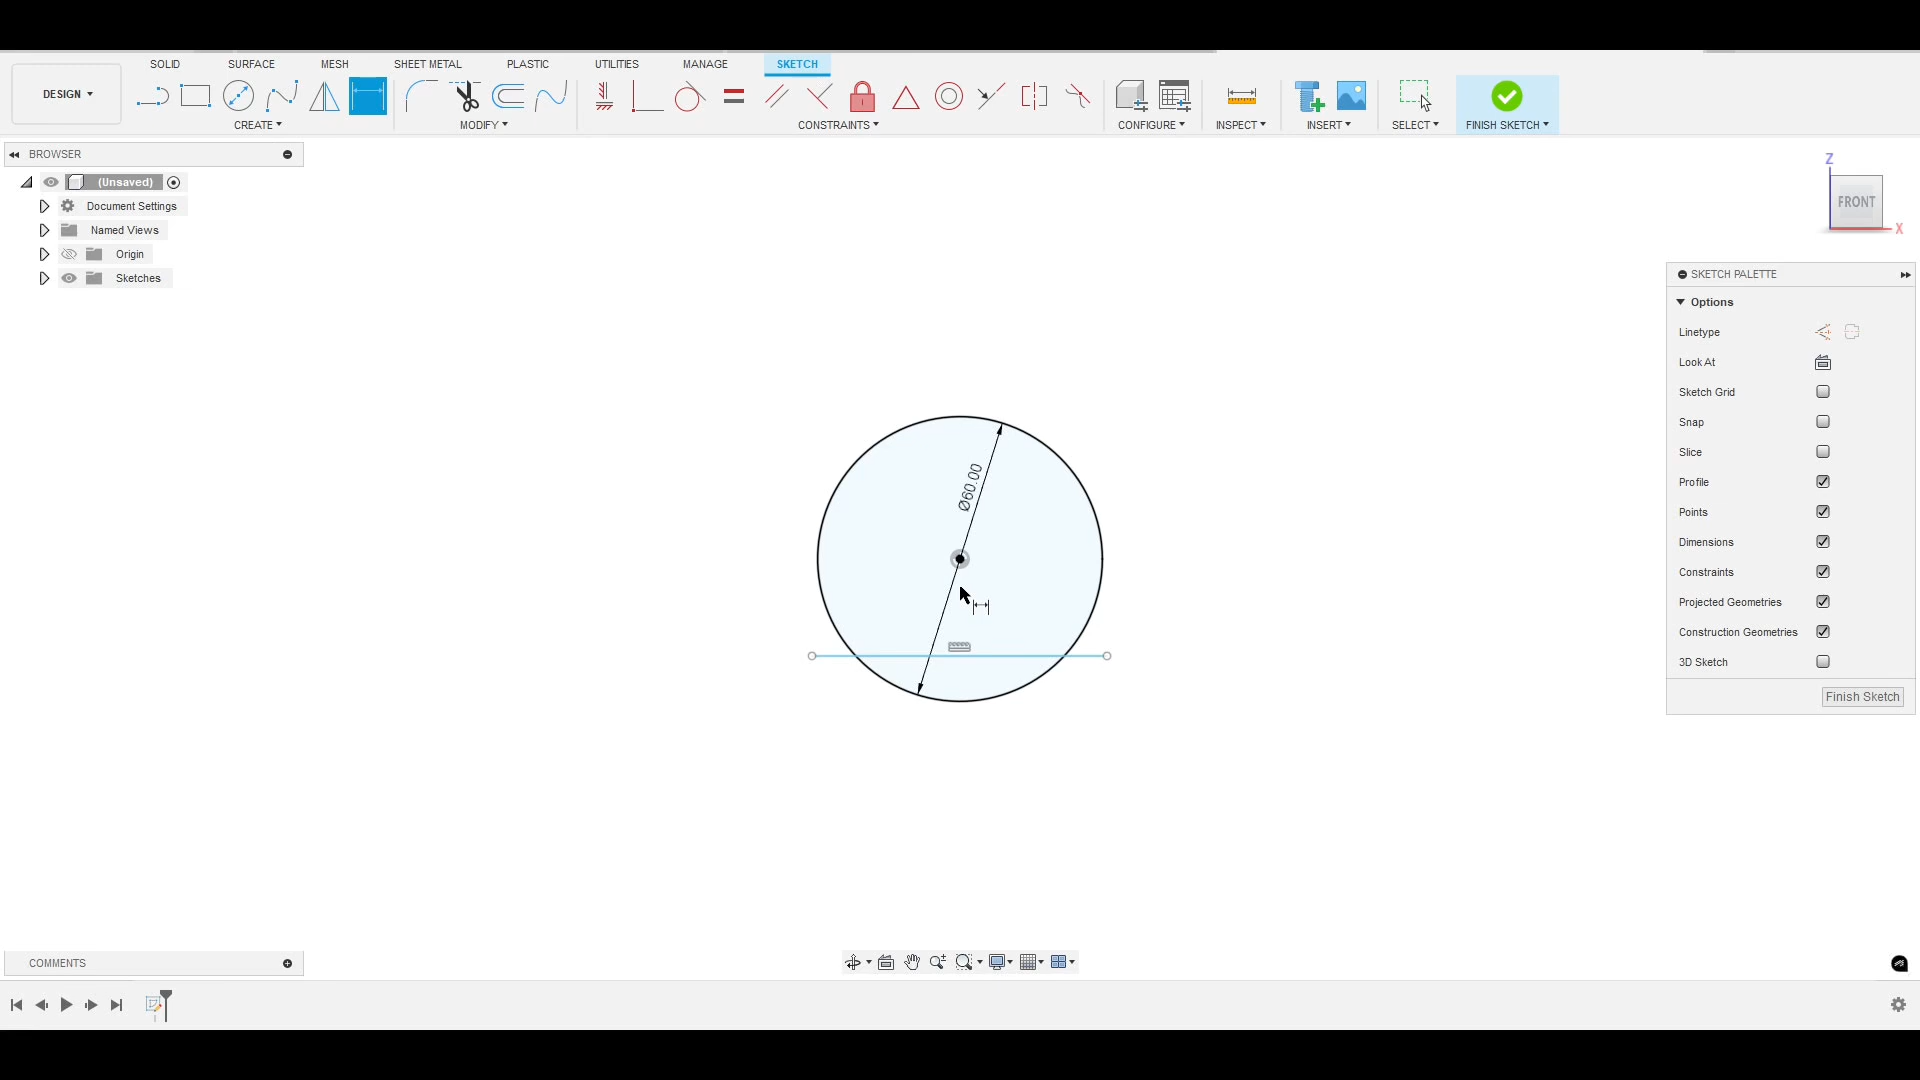 SOLID SURFACE MESH SHEET METAL PLASTIC UTILITIES MANAGE SKETCH
DESIGN
CREATE MODIFY CONSTRAINTS CONFIGURE INSPECT INSERT SELECT FINISH SKETCH
BROWSER
(Unsaved)
Document Settings
Named Views
Origin
Sketches
Z
FRONT
X
SKETCH PALETTE
Options
Linetype
Look At
Sketch Grid
Snap
Slice
Profile
Points
Dimensions
Constraints
Projected Geometries
Construction Geometries
3D Sketch
Finish Sketch
Ø60.00
COMMENTS